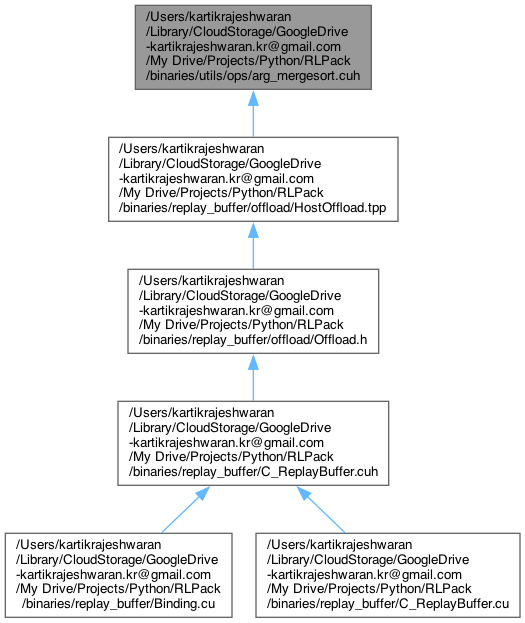 /Users/kartikrajeshwaran
/Library/CloudStorage/GoogleDrive
-kartikrajeshwaran.kr@gmail.com
/My Drive/Projects/Python/RLPack
/binaries/utils/ops/arg_mergesort.cuh
/Users/kartikrajeshwaran
/Library/CloudStorage/GoogleDrive
-kartikrajeshwaran.kr@gmail.com
/My Drive/Projects/Python/RLPack
/binaries/replay_buffer/offload/HostOffload.tpp
/Users/kartikrajeshwaran
/Library/CloudStorage/GoogleDrive
-kartikrajeshwaran.kr@gmail.com
/My Drive/Projects/Python/RLPack
/binaries/replay_buffer/offload/Offload.h
/Users/kartikrajeshwaran
/Library/CloudStorage/GoogleDrive
-kartikrajeshwaran.kr@gmail.com
/My Drive/Projects/Python/RLPack
/binaries/replay_buffer/C_ReplayBuffer.cuh
/Users/kartikrajeshwaran
/Library/CloudStorage/GoogleDrive
-kartikrajeshwaran.kr@gmail.com
/My Drive/Projects/Python/RLPack
/binaries/replay_buffer/Binding.cu
/Users/kartikrajeshwaran
/Library/CloudStorage/GoogleDrive
-kartikrajeshwaran.kr@gmail.com
/My Drive/Projects/Python/RLPack
/binaries/replay_buffer/C_ReplayBuffer.cu